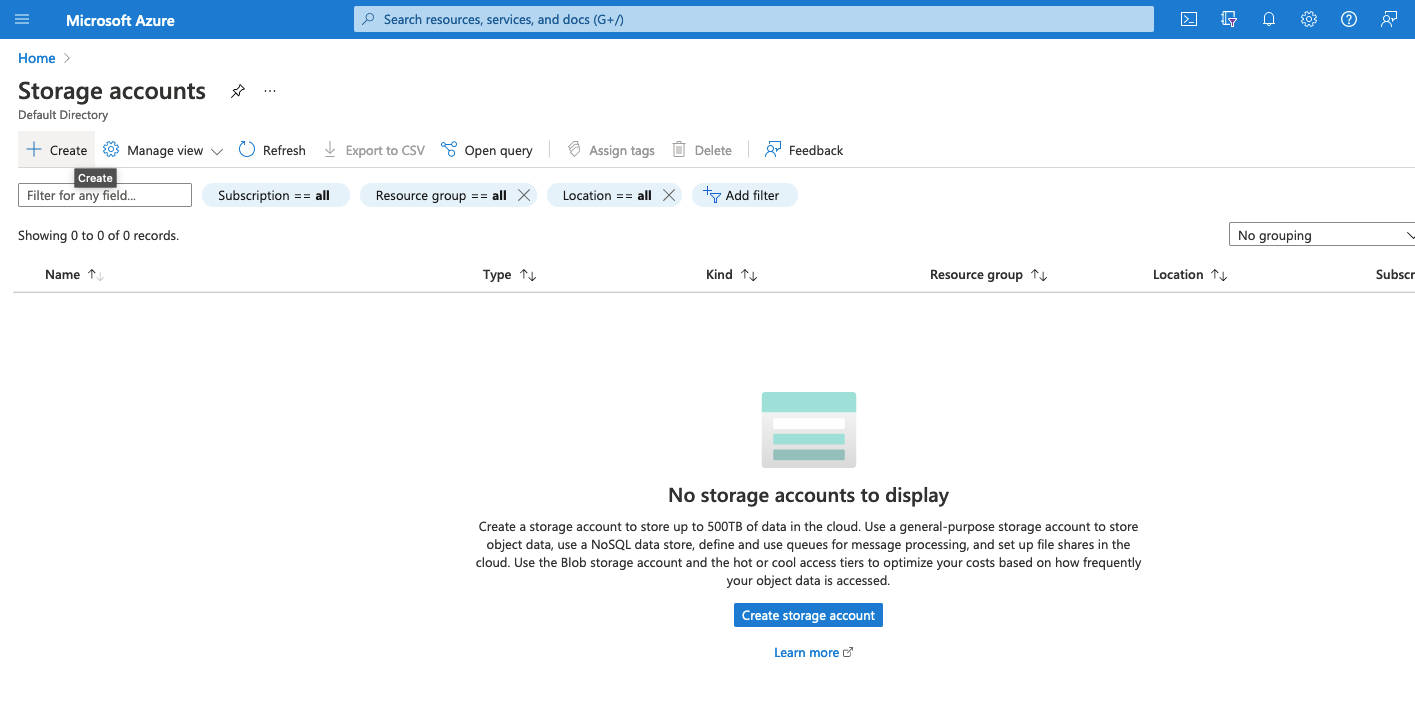 Microsoft Azure
Search resources, services, and docs (G+/)
Home
Storage accounts
Default Directory
Create
Manage view
Refresh
Export to CSV
Open query
Assign tags
Delete
Feedback
Create
Filter for any field...
Subscription == all
Resource group == all
Location == all
Add filter
Showing 0 to 0 of 0 records.
No grouping
Name
Type
Kind
Resource group
Location
Subscr
No storage accounts to display
Create a storage account to store up to 500TB of data in the cloud. Use a general-purpose storage account to store
object data, use a NoSQL data store, define and use queues for message processing, and set up file shares in the
cloud. Use the Blob storage account and the hot or cool access tiers to optimize your costs based on how frequently
your object data is accessed.
Create storage account
Learn more